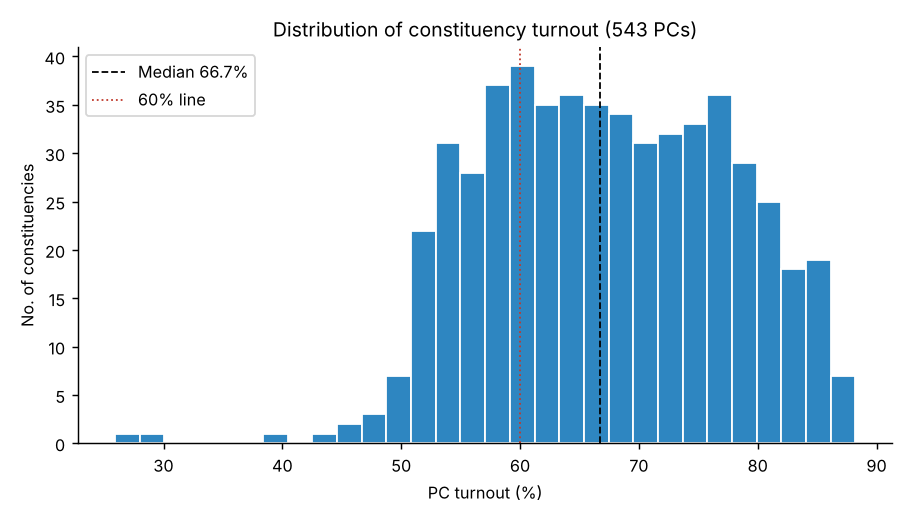 Distribution of constituency turnout (543 PCs)
Median 66.7%
60% line
No. of constituencies
40
35
30
25
20
15
10
5
0
30 40 50 60 70 80 90
PC turnout (%)